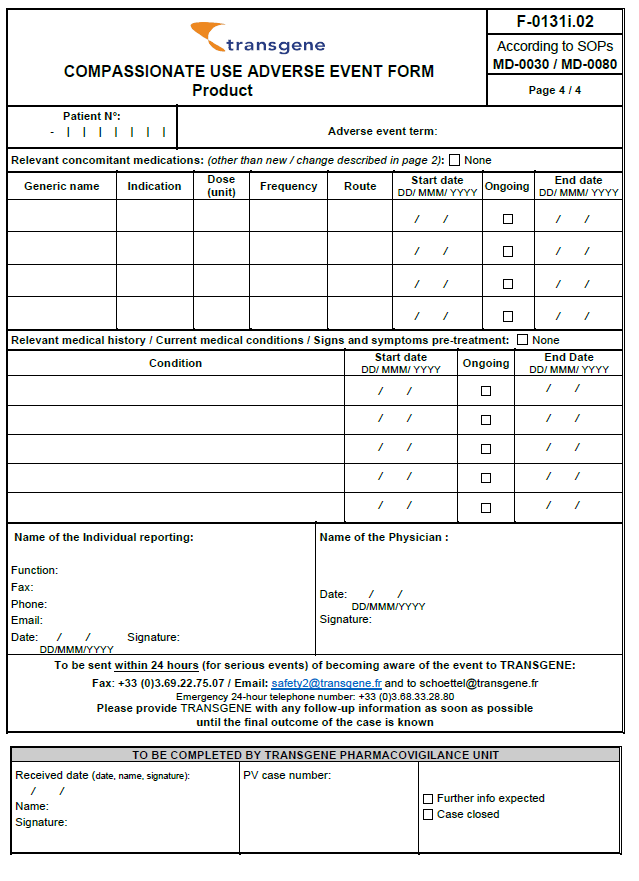 transgene
COMPASSIONATE USE ADVERSE EVENT FORM
Product
F-0131i.02
According to SOPs
MD-0030 / MD-0080
Page 4 / 4
Patient N°:
- | | | | | | |
Adverse event term:
Relevant concomitant medications: (other than new / change described in page 2): ☐ None
Generic name Indication Dose (unit) Frequency Route Start date DD/ MMM/ YYYY Ongoing End date DD/ MMM/ YYYY
/ / ☐ / /
/ / ☐ / /
/ / ☐ / /
/ / ☐ / /
Relevant medical history / Current medical conditions / Signs and symptoms pre-treatment: ☐ None
Condition Start date DD/ MMM/ YYYY Ongoing End Date DD/ MMM/ YYYY
/ / ☐ / /
/ / ☐ / /
/ / ☐ / /
/ / ☐ / /
/ / ☐ / /
Name of the Individual reporting:
Function:
Fax:
Phone:
Email:
Date: / / Signature:
DD/MMM/YYYY
Name of the Physician :
Date: / /
DD/MMM/YYYY
Signature:
To be sent within 24 hours (for serious events) of becoming aware of the event to TRANSGENE:
Fax: +33 (0)3.69.22.75.07 / Email: safety2@transgene.fr and to schoettel@transgene.fr
Emergency 24-hour telephone number: +33 (0)3.68.33.28.80
Please provide TRANSGENE with any follow-up information as soon as possible
until the final outcome of the case is known
TO BE COMPLETED BY TRANSGENE PHARMACOVIGILANCE UNIT
Received date (date, name, signature):
/ /
Name:
Signature:
PV case number:
☐ Further info expected
☐ Case closed